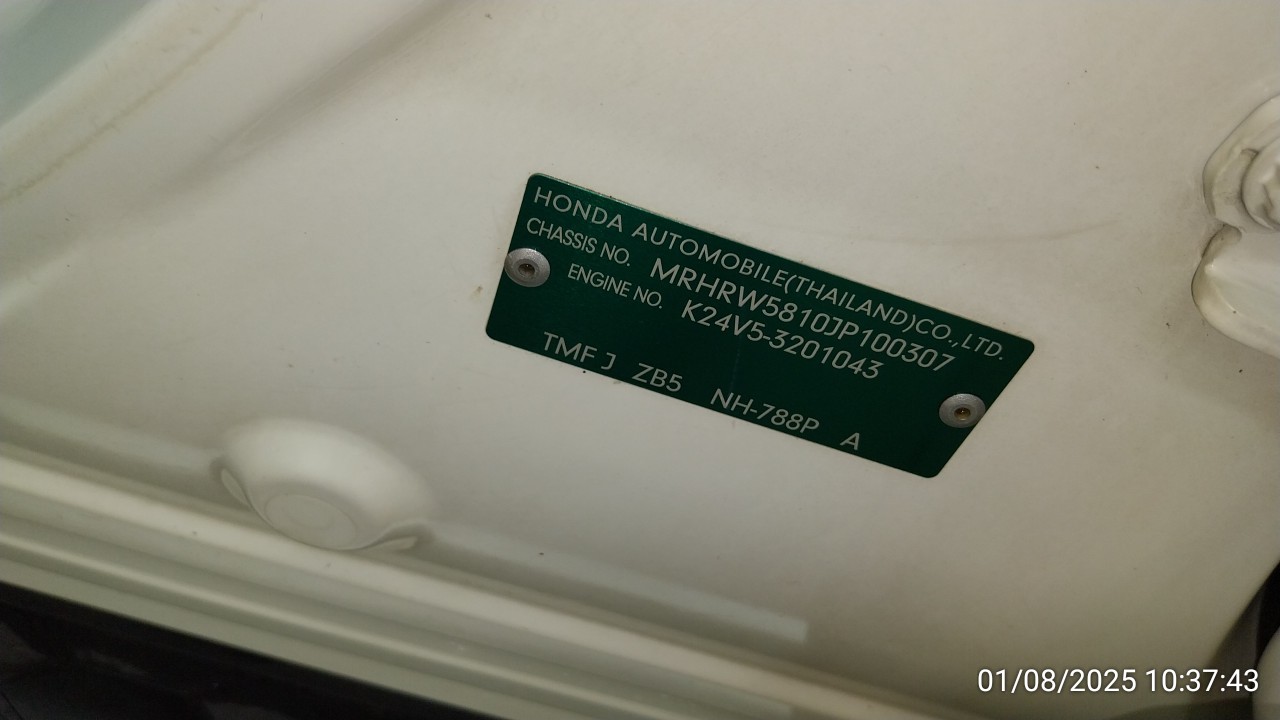 HONDA AUTOMOBILE(THAILAND)CO.,LTD.
CHASSIS NO. MRHRW5810JP100307
ENGINE NO. K24V5-3201043
TMF J ZB5 NH-788P A
01/08/2025 10:37:43